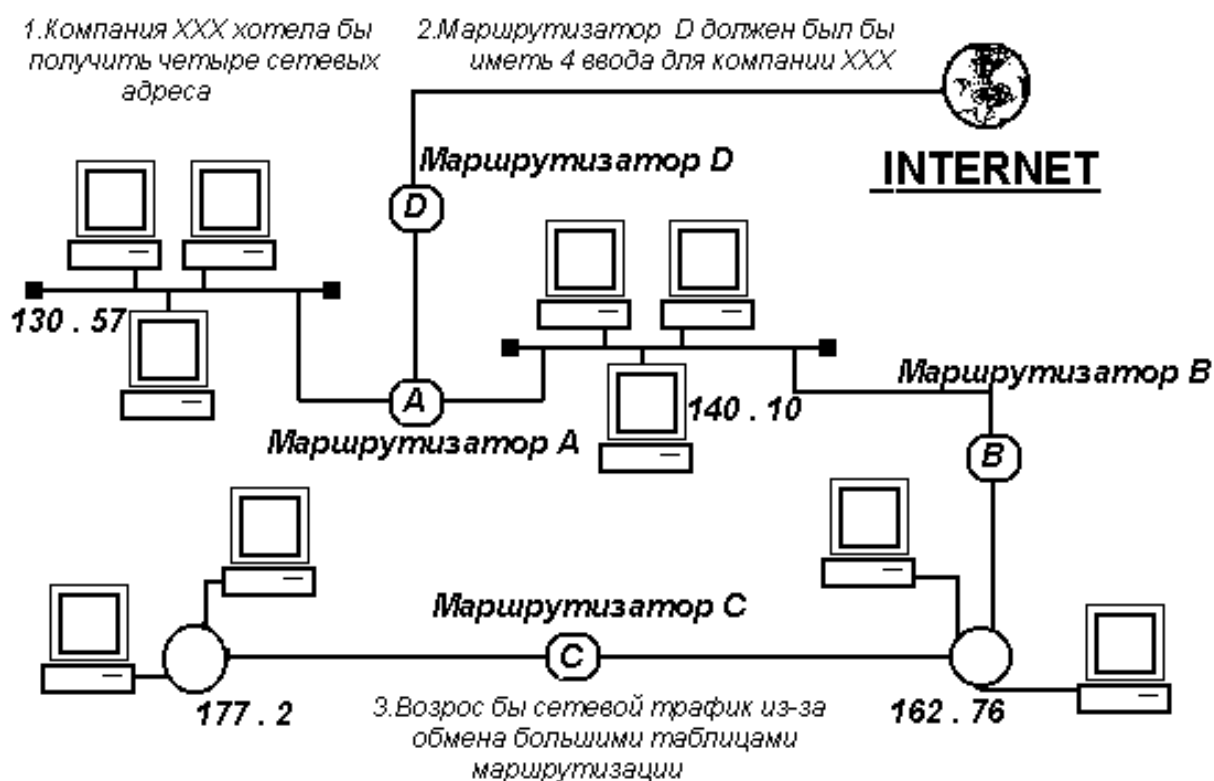 1.Компания XXX хотела бы
получить четыре сетевых
адреса
2.Маршрутизатор D должен был бы
иметь 4 ввода для компании XXX
INTERNET
Маршрутизатор D
D
130 . 57
A
Маршрутизатор A
140 . 10
Маршрутизатор B
B
Маршрутизатор C
C
177 . 2
162 . 76
3.Возрос бы сетевой трафик из-за
обмена большими таблицами
маршрутизации